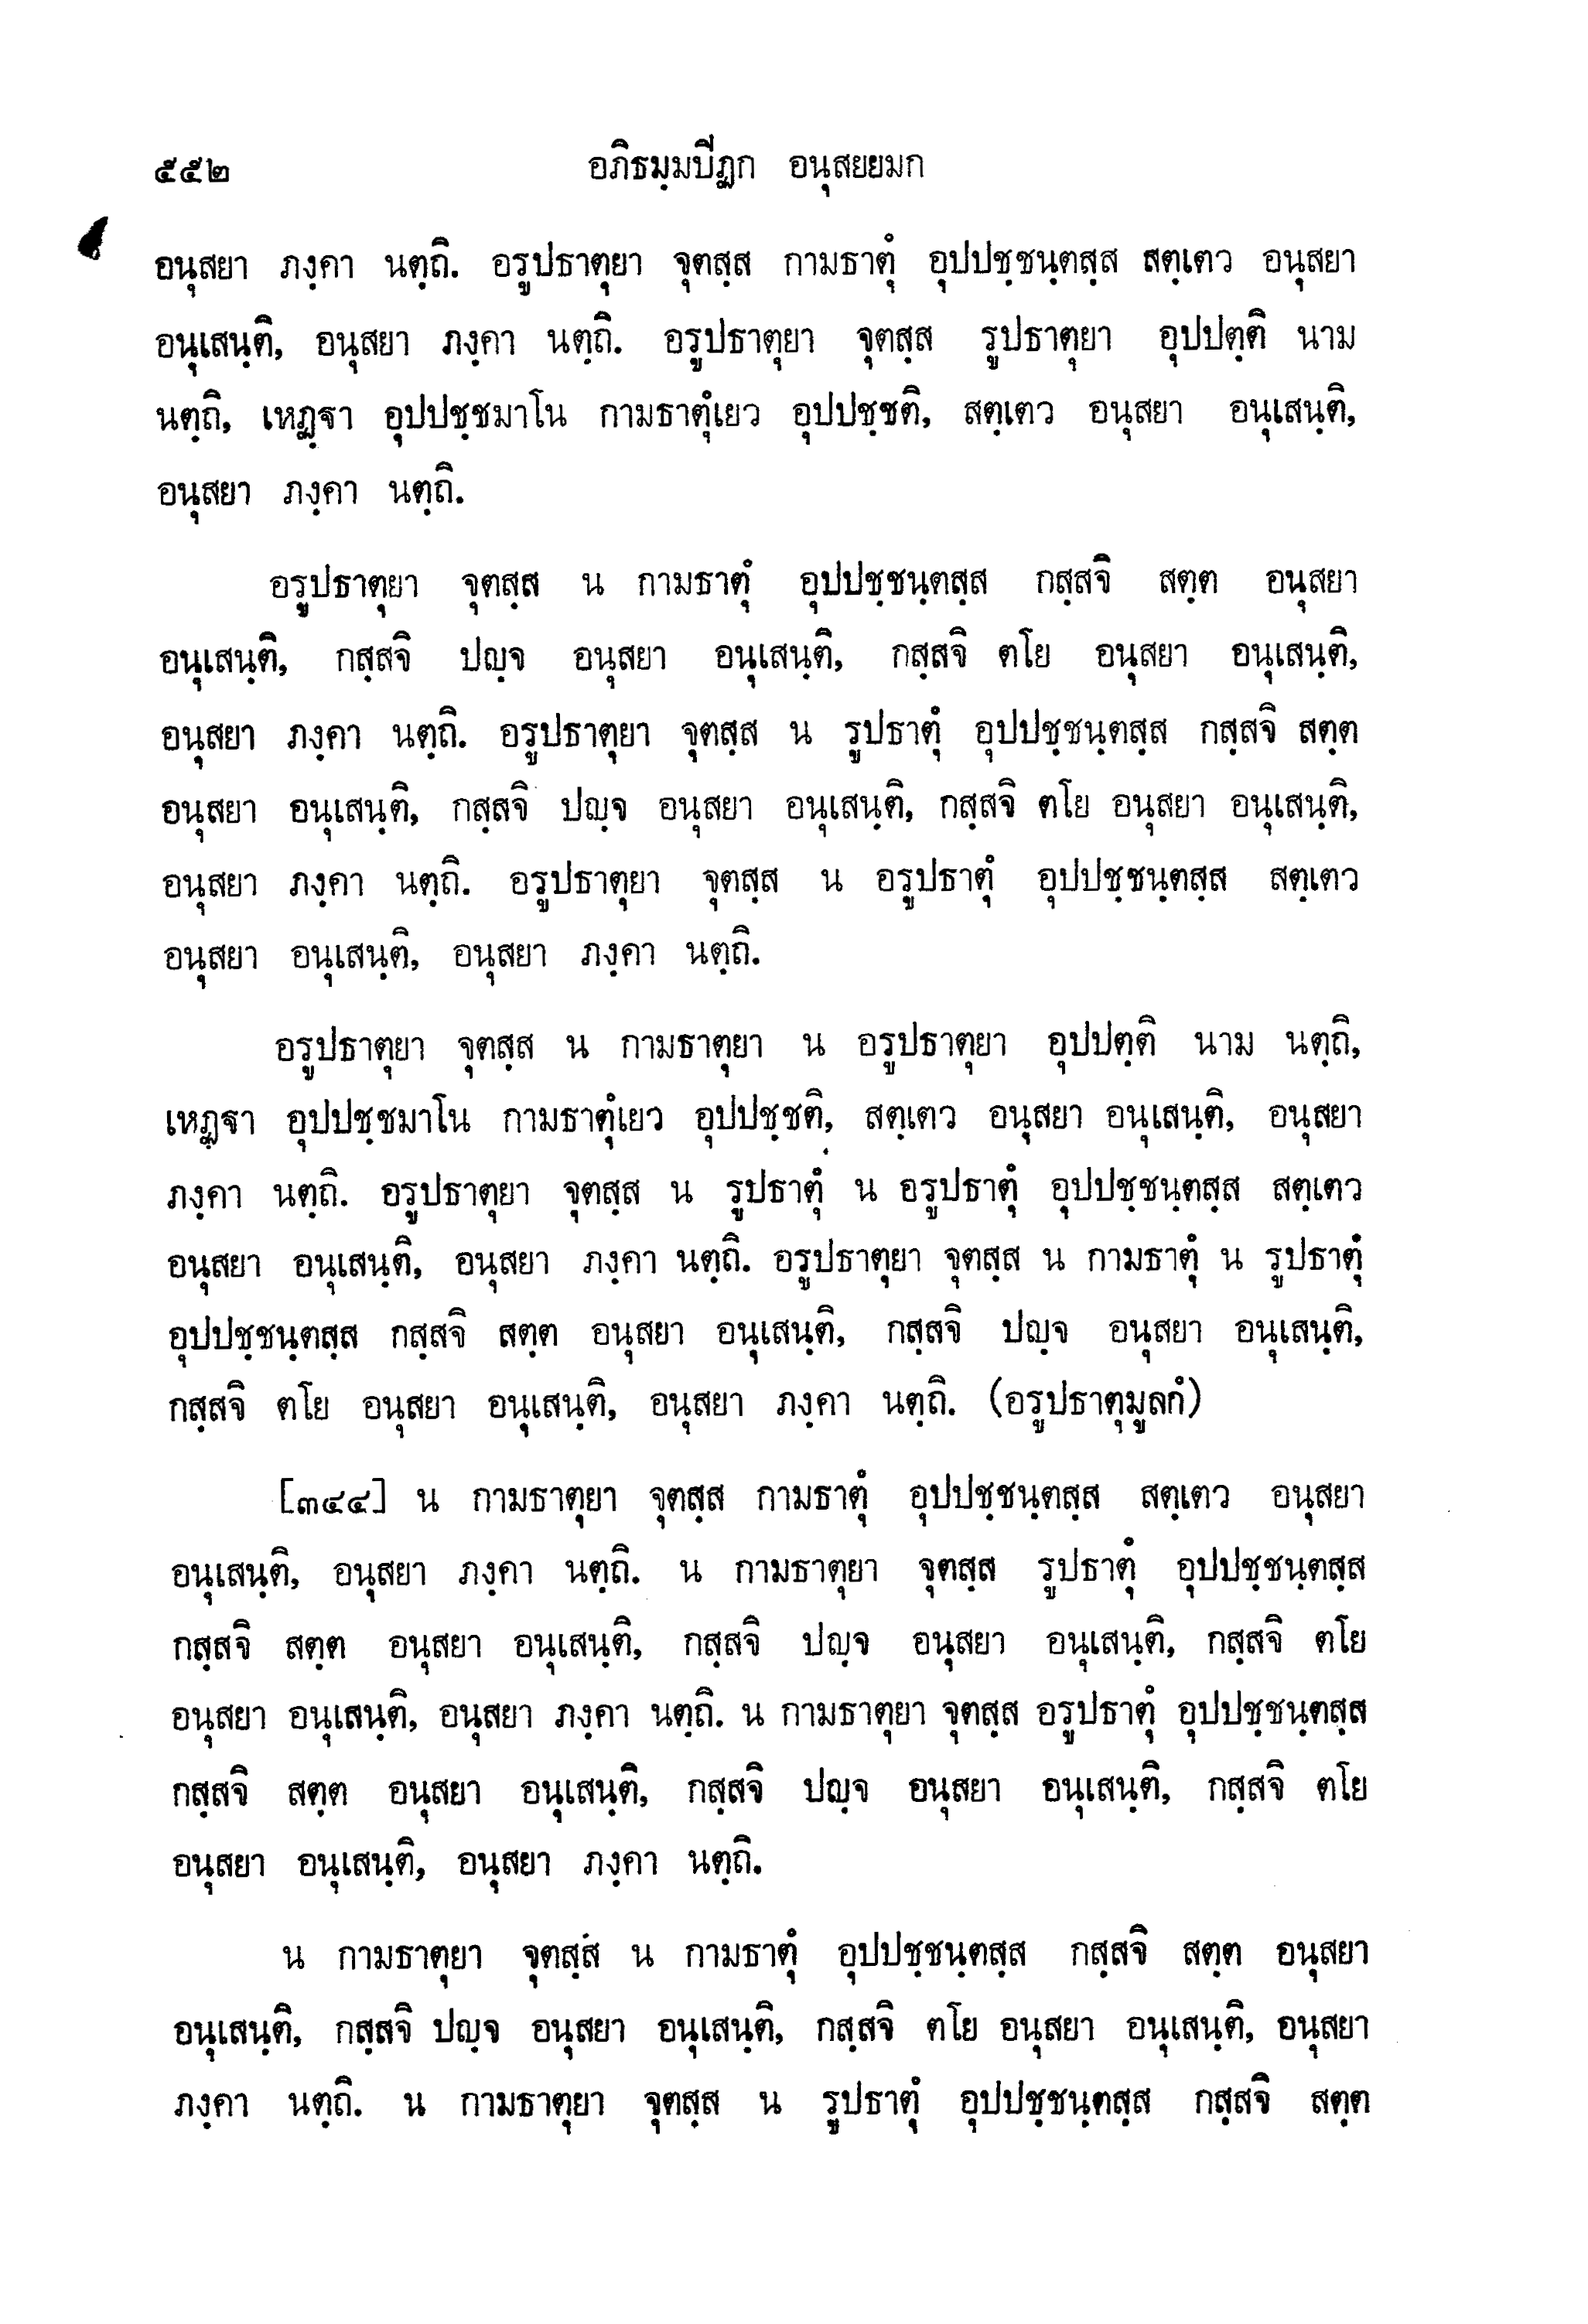 ๕๕๒ อภิธมฺมปีฏก อนุสยยมก
อนุสยา ภงฺคา นตฺถิ. อรูปธาตุยา จุตสฺส กามธาตุํ อุปปชฺชนฺตสฺส สตฺเตว อนุสยา
อนุเสนฺติ, อนุสยา ภงฺคา นตฺถิ. อรูปธาตุยา จุตสฺส รูปธาตุยา อุปปตฺติ นาม
นตฺถิ, เหฏฺฐา อุปปชฺชมาโน กามธาตุํเยว อุปปชฺชติ, สตฺเตว อนุสยา อนุเสนฺติ,
อนุสยา ภงฺคา นตฺถิ.
อรูปธาตุยา จุตสฺส น กามธาตุํ อุปปชฺชนฺตสฺส กสฺสจิ สตฺต อนุสยา
อนุเสนฺติ, กสฺสจิ ปญฺจ อนุสยา อนุเสนฺติ, กสฺสจิ ตโย อนุสยา อนุเสนฺติ,
อนุสยา ภงฺคา นตฺถิ. อรูปธาตุยา จุตสฺส น รูปธาตุํ อุปปชฺชนฺตสฺส กสฺสจิ สตฺต
อนุสยา อนุเสนฺติ, กสฺสจิ ปญฺจ อนุสยา อนุเสนฺติ, กสฺสจิ ตโย อนุสยา อนุเสนฺติ,
อนุสยา ภงฺคา นตฺถิ. อรูปธาตุยา จุตสฺส น อรูปธาตุํ อุปปชฺชนฺตสฺส สตฺเตว
อนุสยา อนุเสนฺติ, อนุสยา ภงฺคา นตฺถิ.
อรูปธาตุยา จุตสฺส น กามธาตุยา น อรูปธาตุยา อุปปตฺติ นาม นตฺถิ,
เหฏฺฐา อุปปชฺชมาโน กามธาตุํเยว อุปปชฺชติ, สตฺเตว อนุสยา อนุเสนฺติ, อนุสยา
ภงฺคา นตฺถิ. อรูปธาตุยา จุตสฺส น รูปธาตุํ น อรูปธาตุํ อุปปชฺชนฺตสฺส สตฺเตว
อนุสยา อนุเสนฺติ, อนุสยา ภงฺคา นตฺถิ. อรูปธาตุยา จุตสฺส น กามธาตุํ น รูปธาตุํ
อุปปชฺชนฺตสฺส กสฺสจิ สตฺต อนุสยา อนุเสนฺติ, กสฺสจิ ปญฺจ อนุสยา อนุเสนฺติ,
กสฺสจิ ตโย อนุสยา อนุเสนฺติ, อนุสยา ภงฺคา นตฺถิ. (อรูปธาตุมูลกํ)
[๓๔๔] น กามธาตุยา จุตสฺส กามธาตุํ อุปปชฺชนฺตสฺส สตฺเตว อนุสยา
อนุเสนฺติ, อนุสยา ภงฺคา นตฺถิ. น กามธาตุยา จุตสฺส รูปธาตุํ อุปปชฺชนฺตสฺส
กสฺสจิ สตฺต อนุสยา อนุเสนฺติ, กสฺสจิ ปญฺจ อนุสยา อนุเสนฺติ, กสฺสจิ ตโย
อนุสยา อนุเสนฺติ, อนุสยา ภงฺคา นตฺถิ. น กามธาตุยา จุตสฺส อรูปธาตุํ อุปปชฺชนฺตสฺส
กสฺสจิ สตฺต อนุสยา อนุเสนฺติ, กสฺสจิ ปญฺจ อนุสยา อนุเสนฺติ, กสฺสจิ ตโย
อนุสยา อนุเสนฺติ, อนุสยา ภงฺคา นตฺถิ.
น กามธาตุยา จุตสฺส น กามธาตุํ อุปปชฺชนฺตสฺส กสฺสจิ สตฺต อนุสยา
อนุเสนฺติ, กสฺสจิ ปญฺจ อนุสยา อนุเสนฺติ, กสฺสจิ ตโย อนุสยา อนุเสนฺติ, อนุสยา
ภงฺคา นตฺถิ. น กามธาตุยา จุตสฺส น รูปธาตุํ อุปปชฺชนฺตสฺส กสฺสจิ สตฺต